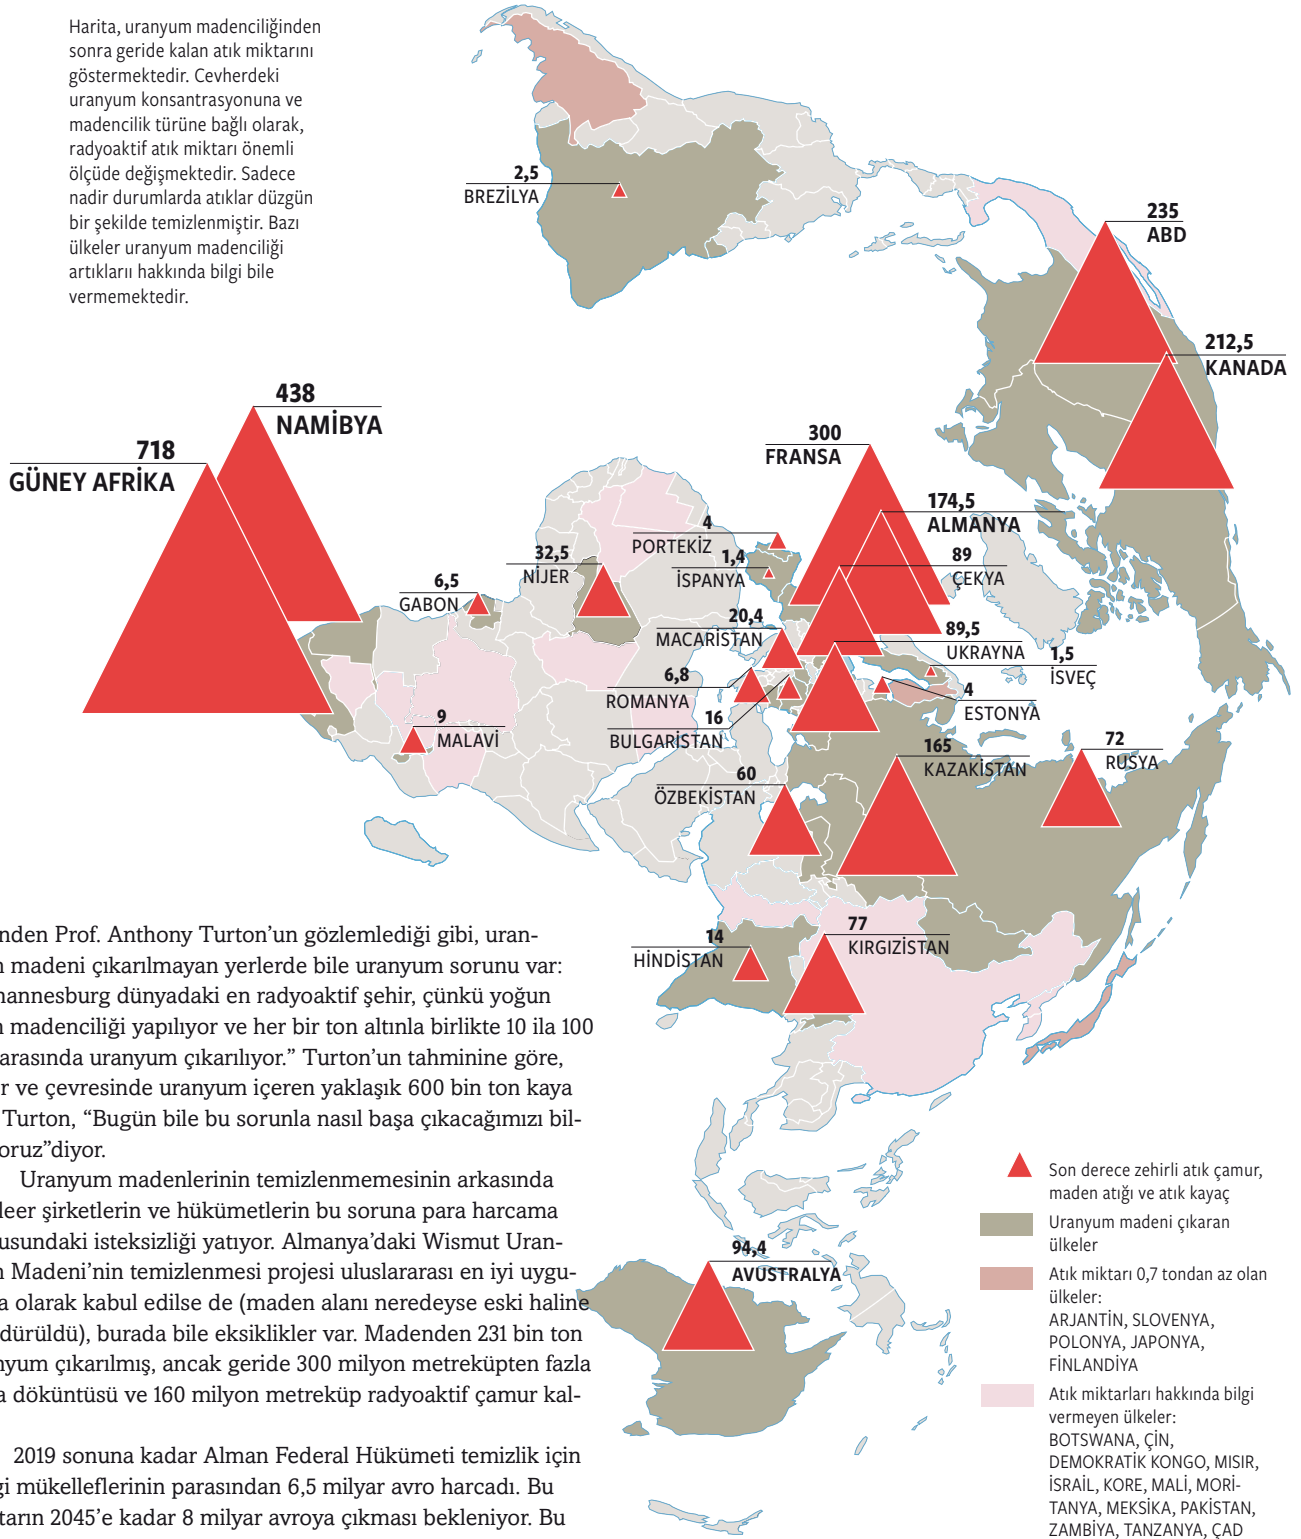 Harita, uranyum madenciliğinden
sonra geride kalan atık miktarını
göstermektedir. Cevherdeki
uranyum konsantrasyonuna ve
madencilik türüne bağlı olarak,
radyoaktif atık miktarı önemli
ölçüde değişmektedir. Sadece
nadir durumlarda atıklar düzgün
bir şekilde temizlenmiştir. Bazı
ülkeler uranyum madenciliği
artıkları hakkında bilgi bile
vermemektedir.
2,5
BREZİLYA
235
ABD
212,5
KANADA
438
NAMİBYA
718
GÜNEY AFRİKA
300
FRANSA
174,5
ALMANYA
4
PORTEKİZ
89
ÇEKYA
1,4
İSPANYA
32,5
NİJER
6,5
GABON
20,4
MACARİSTAN
89,5
UKRAYNA
1,5
İSVEÇ
6,8
ROMANYA
4
ESTONYA
16
BULGARİSTAN
9
MALAVİ
165
KAZAKİSTAN
72
RUSYA
60
ÖZBEKİSTAN
77
KIRGIZİSTAN
14
HİNDİSTAN
94,4
AVUSTRALYA
nden Prof. Anthony Turton’un gözlemlediği gibi, uran-
madeni çıkarılmayan yerlerde bile uranyum sorunu var:
hannesburg dünyadaki en radyoaktif şehir, çünkü yoğun
madenciliği yapılıyor ve her bir ton altınla birlikte 10 ila 100
arasında uranyum çıkarılıyor.” Turton’un tahminine göre,
r ve çevresinde uranyum içeren yaklaşık 600 bin ton kaya
Turton, “Bugün bile bu sorunla nasıl başa çıkacağımızı bil-
oruz”diyor.
Uranyum madenlerinin temizlenmemesinin arkasında
leer şirketlerin ve hükümetlerin bu soruna para harcama
usundaki isteksizliği yatıyor. Almanya’daki Wismut Uran-
Madeni’nin temizlenmesi projesi uluslararası en iyi uygu-
a olarak kabul edilse de (maden alanı neredeyse eski haline
dürüldü), burada bile eksiklikler var. Madenden 231 bin ton
nyum çıkarılmış, ancak geride 300 milyon metreküpten fazla
a döküntüsü ve 160 milyon metreküp radyoaktif çamur kal-
2019 sonuna kadar Alman Federal Hükümeti temizlik için
gi mükelleflerinin parasından 6,5 milyar avro harcadı. Bu
tarın 2045’e kadar 8 milyar avroya çıkması bekleniyor. Bu
Son derece zehirli atık çamur,
maden atığı ve atık kayaç
Uranyum madeni çıkaran
ülkeler
Atık miktarı 0,7 tondan az olan
ülkeler:
ARJANTİN, SLOVENYA,
POLONYA, JAPONYA,
FİNLANDİYA
Atık miktarları hakkında bilgi
vermeyen ülkeler:
BOTSWANA, ÇİN,
DEMOKRATİK KONGO, MISIR,
İSRAİL, KORE, MALİ, MORİ-
TANYA, MEKSİKA, PAKİSTAN,
ZAMBİYA, TANZANYA, ÇAD